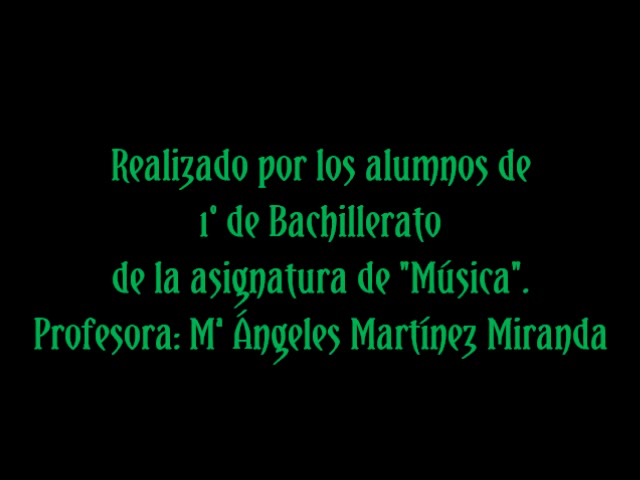 Realizado por los alumnos de
1º de Bachillerato
de la asignatura de "Música".
Profesora: Mª Ángeles Martínez Miranda